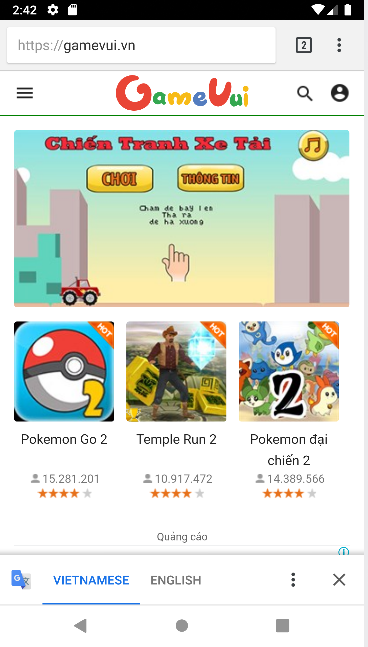 2:42
https://gamevui.vn
2
GameVui
Chiến Tranh Xe Tải
CHƠI
THÔNG TIN
Cham de bay len
Tha ra
de ha xuong
HOT
HOT
HOT
2
2
Pokemon Go 2
Temple Run 2
Pokemon đại
chiến 2
15.281.201
10.917.472
14.389.566
Quảng cáo
VIETNAMESE
ENGLISH